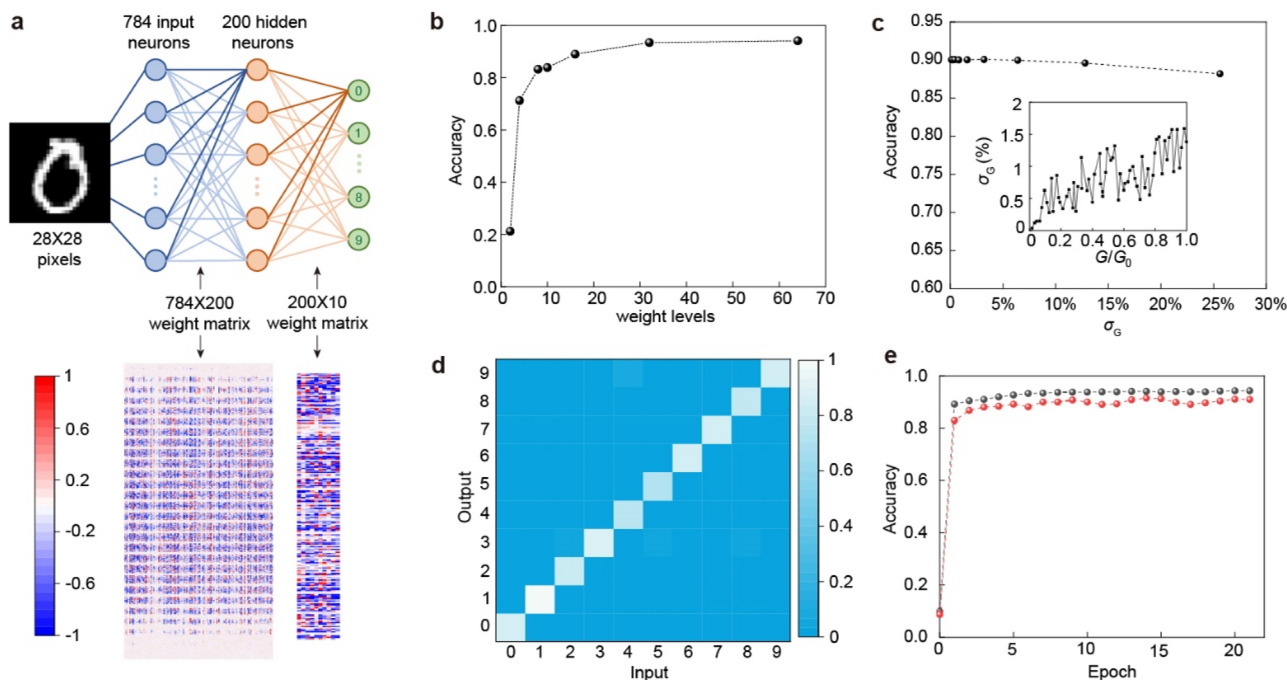 a
784 input
neurons
200 hidden
neurons
0
1
8
9
28X28
pixels
784X200
weight matrix
200X10
weight matrix
1
0.6
0.2
-0.2
-0.6
-1
b
Accuracy
1.0
0.8
0.6
0.4
0.2
0.0
0 10 20 30 40 50 60 70
weight levels
c
Accuracy
0.95
0.90
0.85
0.80
0.75
0.70
0.65
0.60
0 5% 10% 15% 20% 25% 30%
σG
σG (%)
2
1.5
1
0.5
0
0 0.2 0.4 0.6 0.8 1.0
G/G0
d
Output
9
8
7
6
5
4
3
2
1
0
0 1 2 3 4 5 6 7 8 9
Input
1
0.8
0.6
0.4
0.2
0
e
Accuracy
1.0
0.8
0.6
0.4
0.2
0.0
0 5 10 15 20
Epoch